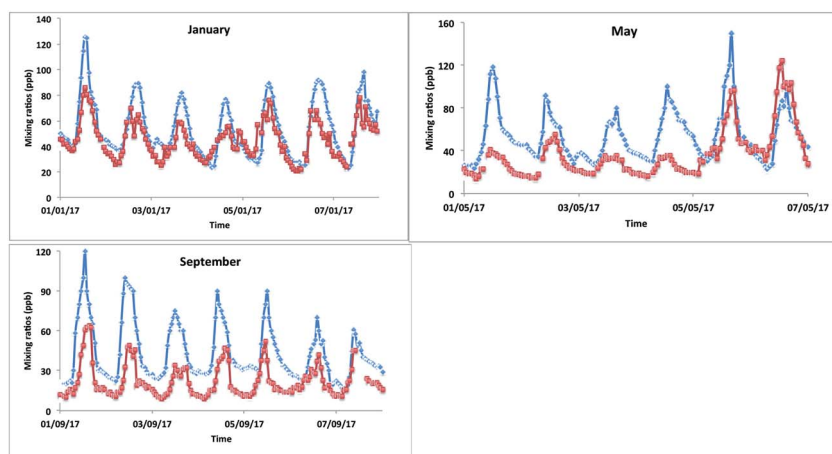 January
Mixing ratios (ppb)
140
120
100
80
60
40
20
0
01/01/17 03/01/17 05/01/17 07/01/17
Time
May
Mixing ratios (ppb)
160
120
80
40
0
01/05/17 03/05/17 05/05/17 07/05/17
Time
September
Mixing ratios (ppb)
120
90
60
30
0
01/09/17 03/09/17 05/09/17 07/09/17
Time